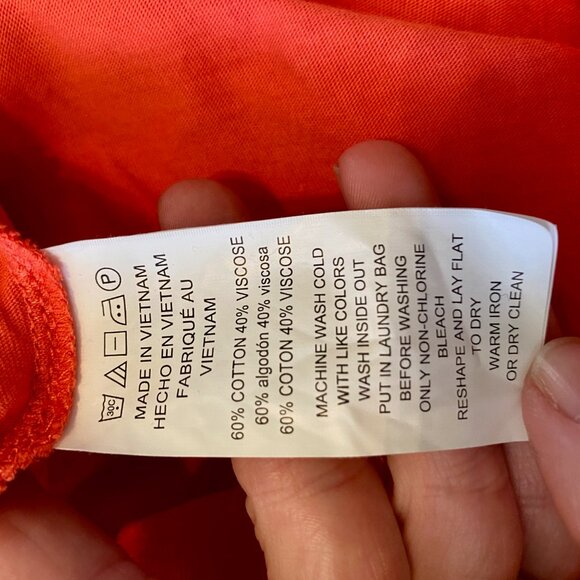 30C P
MADE IN VIETNAM
HECHO EN VIETNAM
FABRIQUÉ AU
VIETNAM
60% COTTON 40% VISCOSE
60% algodón 40% viscosa
60% COTON 40% VISCOSE
MACHINE WASH COLD
WITH LIKE COLORS
WASH INSIDE OUT
PUT IN LAUNDRY BAG
BEFORE WASHING
ONLY NON-CHLORINE
BLEACH
RESHAPE AND LAY FLAT
TO DRY
WARM IRON
OR DRY CLEAN